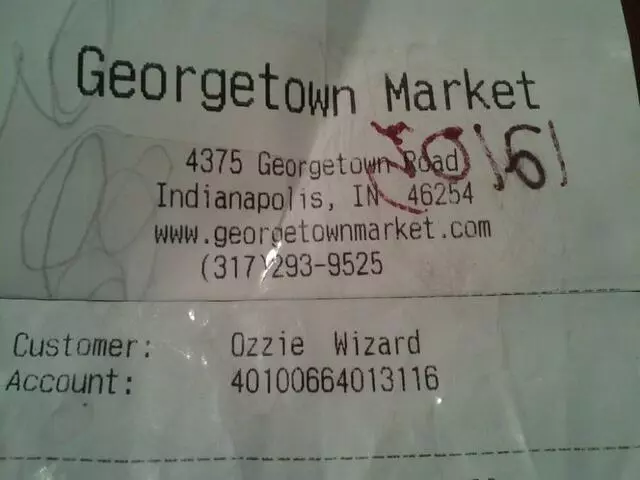 Georgetown Market
4375 Georgetown Road
Indianapolis, IN 46254
www.georgetownmarket.com
(317)293-9525
Customer: Ozzie Wizard
Account: 40100664013116